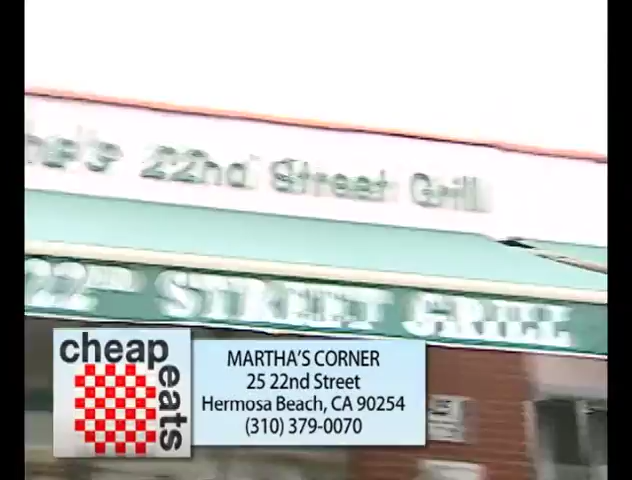 22nd Street Grill
22ND STREET GRILL
cheap
eats
MARTHA'S CORNER
25 22nd Street
Hermosa Beach, CA 90254
(310) 379-0070